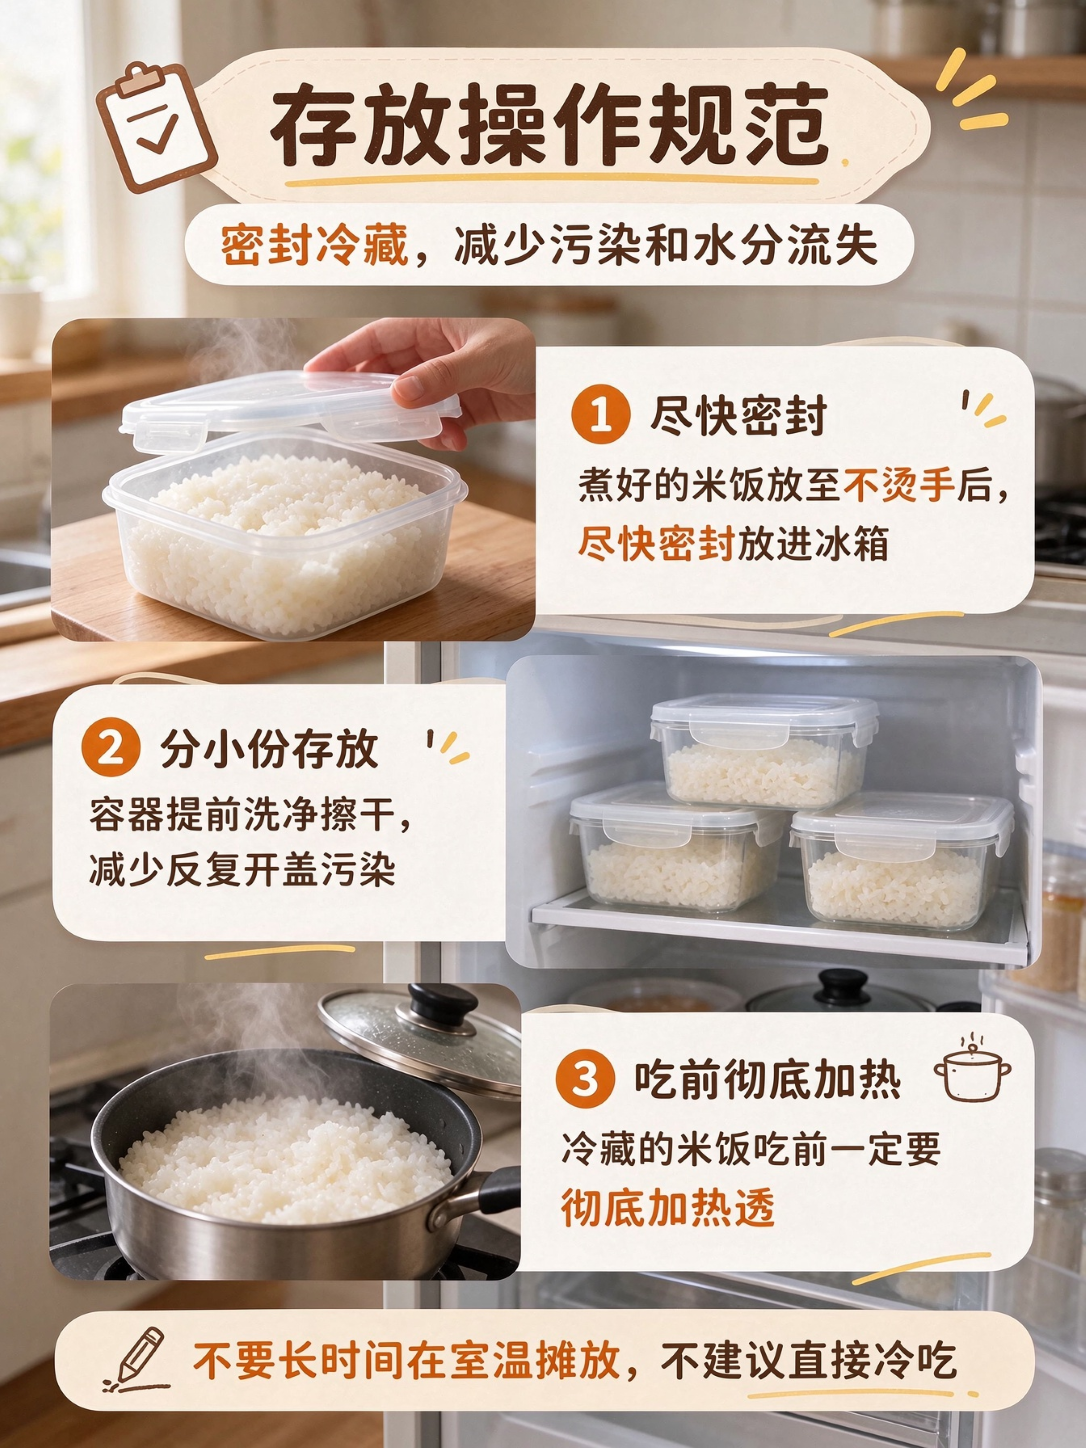 存放操作规范
密封冷藏，减少污染和水分流失
1 尽快密封
煮好的米饭放至不烫手后，
尽快密封放进冰箱
2 分小份存放
容器提前洗净擦干，
减少反复开盖污染
3 吃前彻底加热
冷藏的米饭吃前一定要
彻底加热透
不要长时间在室温摊放，不建议直接冷吃